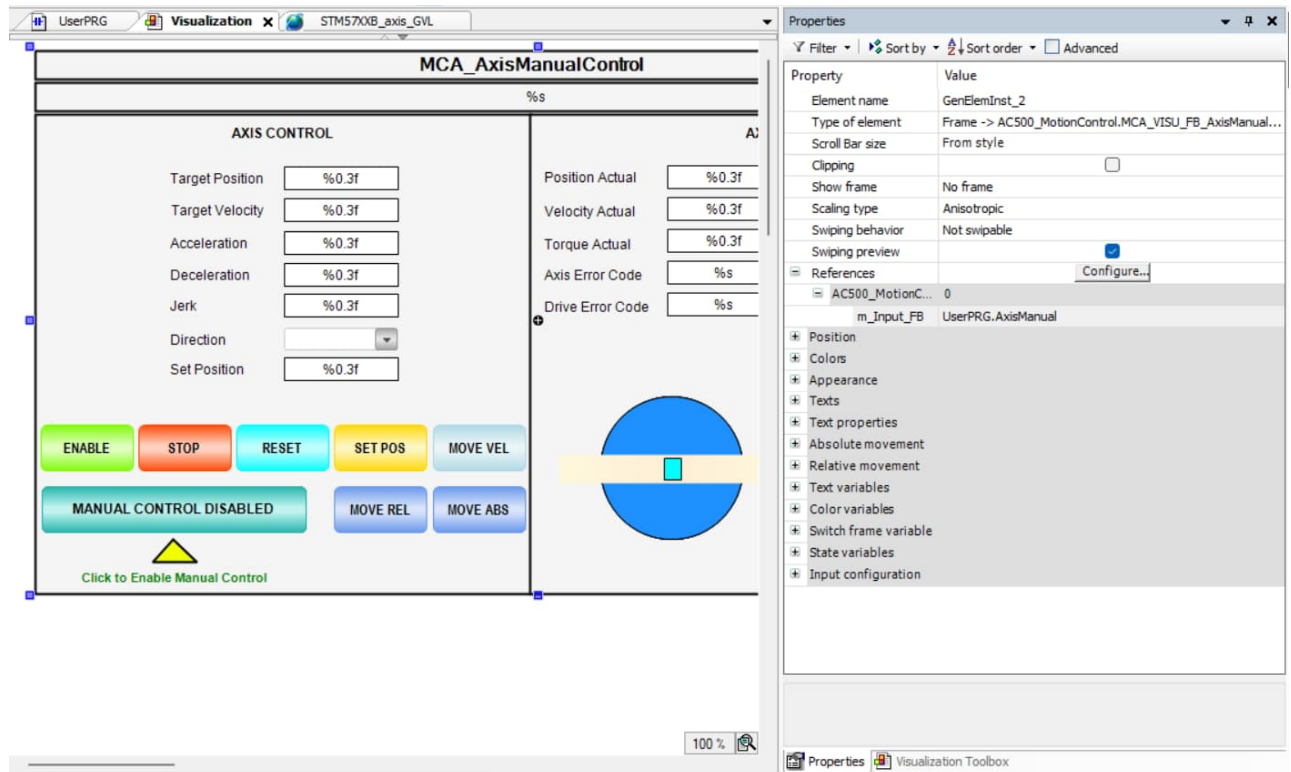 UserPRG
Visualization
STM57XXB_axis_GVL
MCA_AxisManualControl
%s
AXIS CONTROL
Target Position %0.3f
Target Velocity %0.3f
Acceleration %0.3f
Deceleration %0.3f
Jerk %0.3f
Direction
Set Position %0.3f
ENABLE
STOP
RESET
SET POS
MOVE VEL
MANUAL CONTROL DISABLED
MOVE REL
MOVE ABS
Click to Enable Manual Control
Position Actual %0.3f
Velocity Actual %0.3f
Torque Actual %0.3f
Axis Error Code %s
Drive Error Code %s
100 %
Properties
Filter Sort by Sort order Advanced
Property Value
Element name GenElemInst_2
Type of element Frame -> AC500_MotionControl.MCA_VISU_FB_AxisManual...
Scroll Bar size From style
Clipping
Show frame No frame
Scaling type Anisotropic
Swiping behavior Not swipable
Swiping preview
References Configure...
AC500_MotionC... 0
m_Input_FB UserPRG.AxisManual
Position
Colors
Appearance
Texts
Text properties
Absolute movement
Relative movement
Text variables
Color variables
Switch frame variable
State variables
Input configuration
Properties Visualization Toolbox